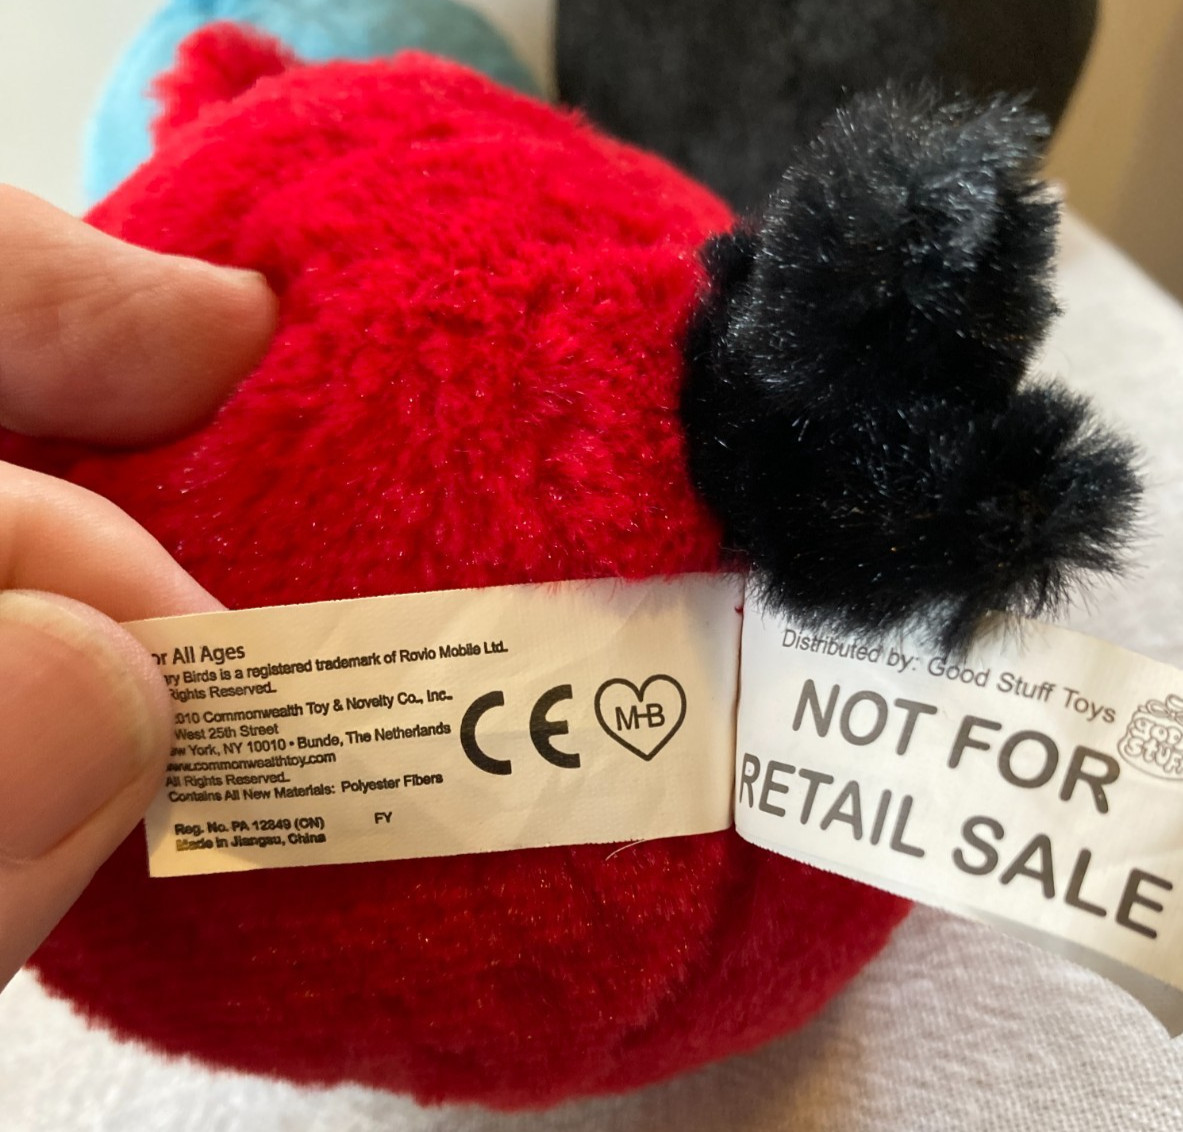 or All Ages
ry Birds is a registered trademark of Rovio Mobile Ltd.
Rights Reserved.
010 Commonwealth Toy & Novelty Co., Inc.
West 25th Street
ew York, NY 10010 • Bunde, The Netherlands
www.commonwealthtoy.com
All Rights Reserved.
Contains All New Materials: Polyester Fibers
Reg. No. PA 12849 (CN)
FY
Made in Jiangsu, China
CE
M-B
Distributed by: Good Stuff Toys
NOT FOR
RETAIL SALE
GOOD
STUFF